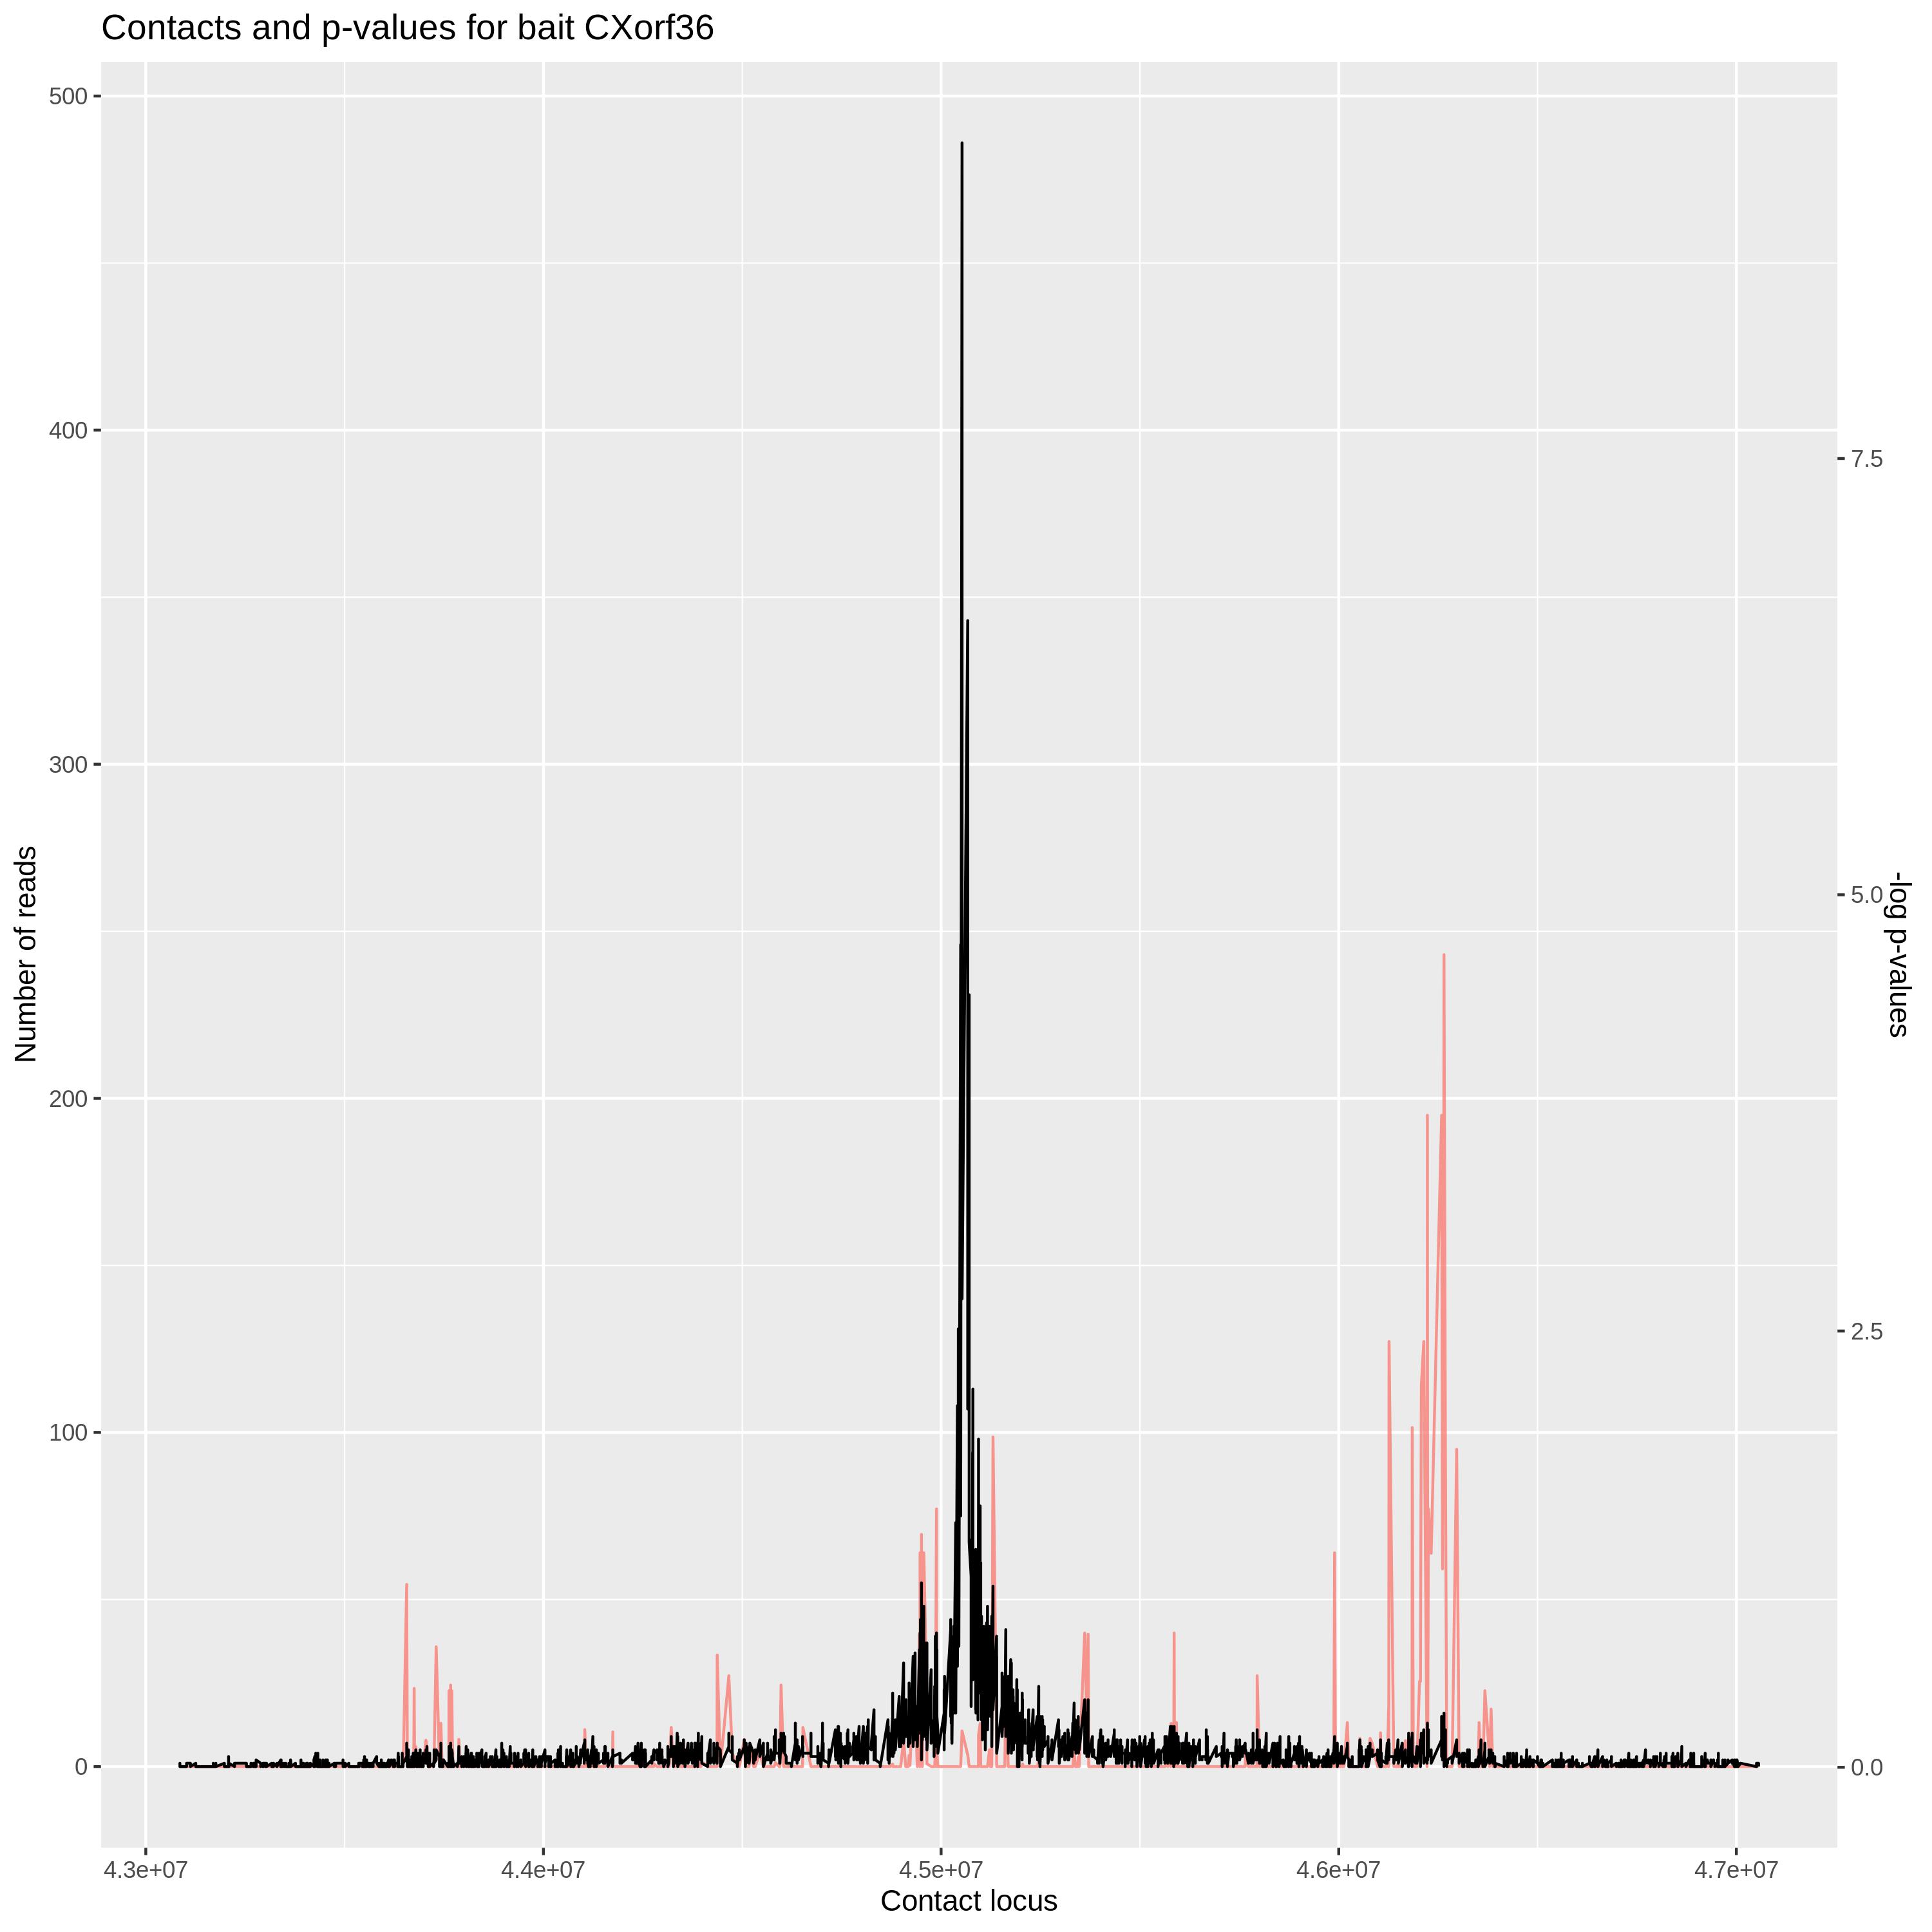 Contacts and p-values for bait CXorf36
500
400
300
200
100
0
Number of reads
7.5
5.0
2.5
0.0
-log p-values
4.3e+07
4.4e+07
4.5e+07
4.6e+07
4.7e+07
Contact locus